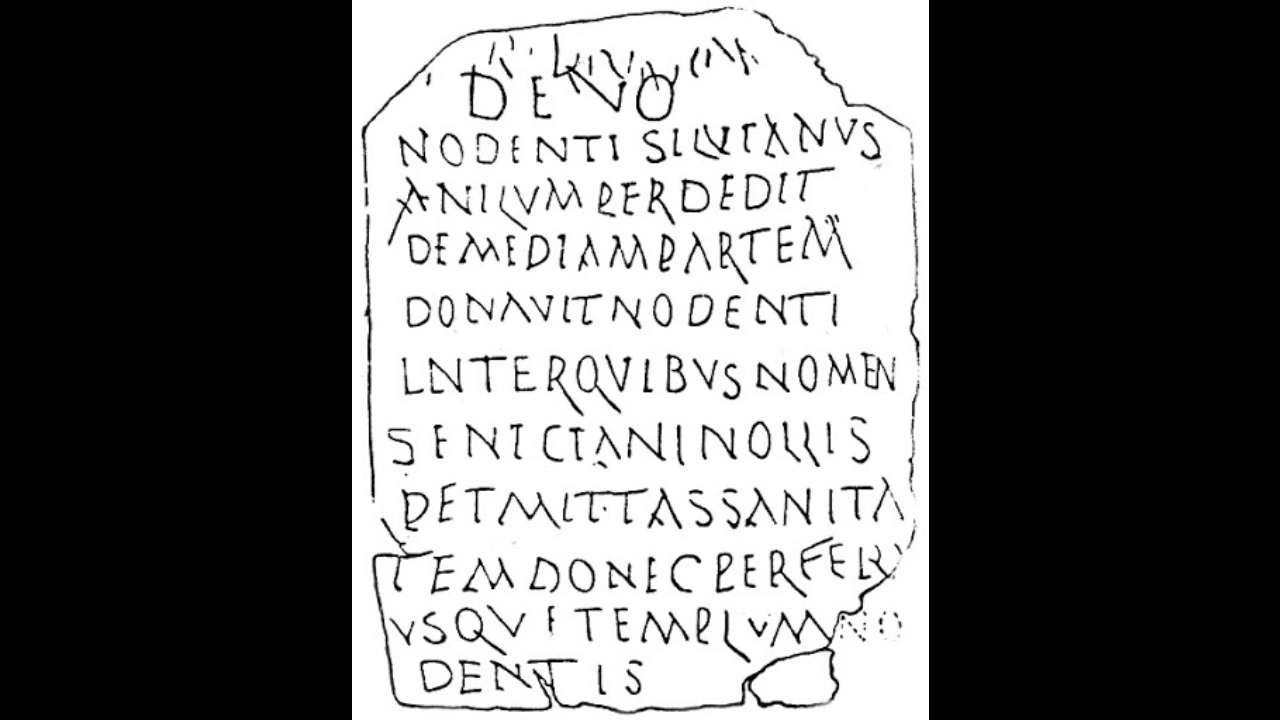 DEVO
NODENTI SILVIANVS
ANILVM PERDEDIT
DEMEDIAM PARTEM
DONAVIT NODENTI
INTER QVIBVS NOMEN
SENICIANI NOLLIS
PETMITTAS SANITA
TEM DONEC PERFERA
VSQVE TEMPLVM NO
DENTIS